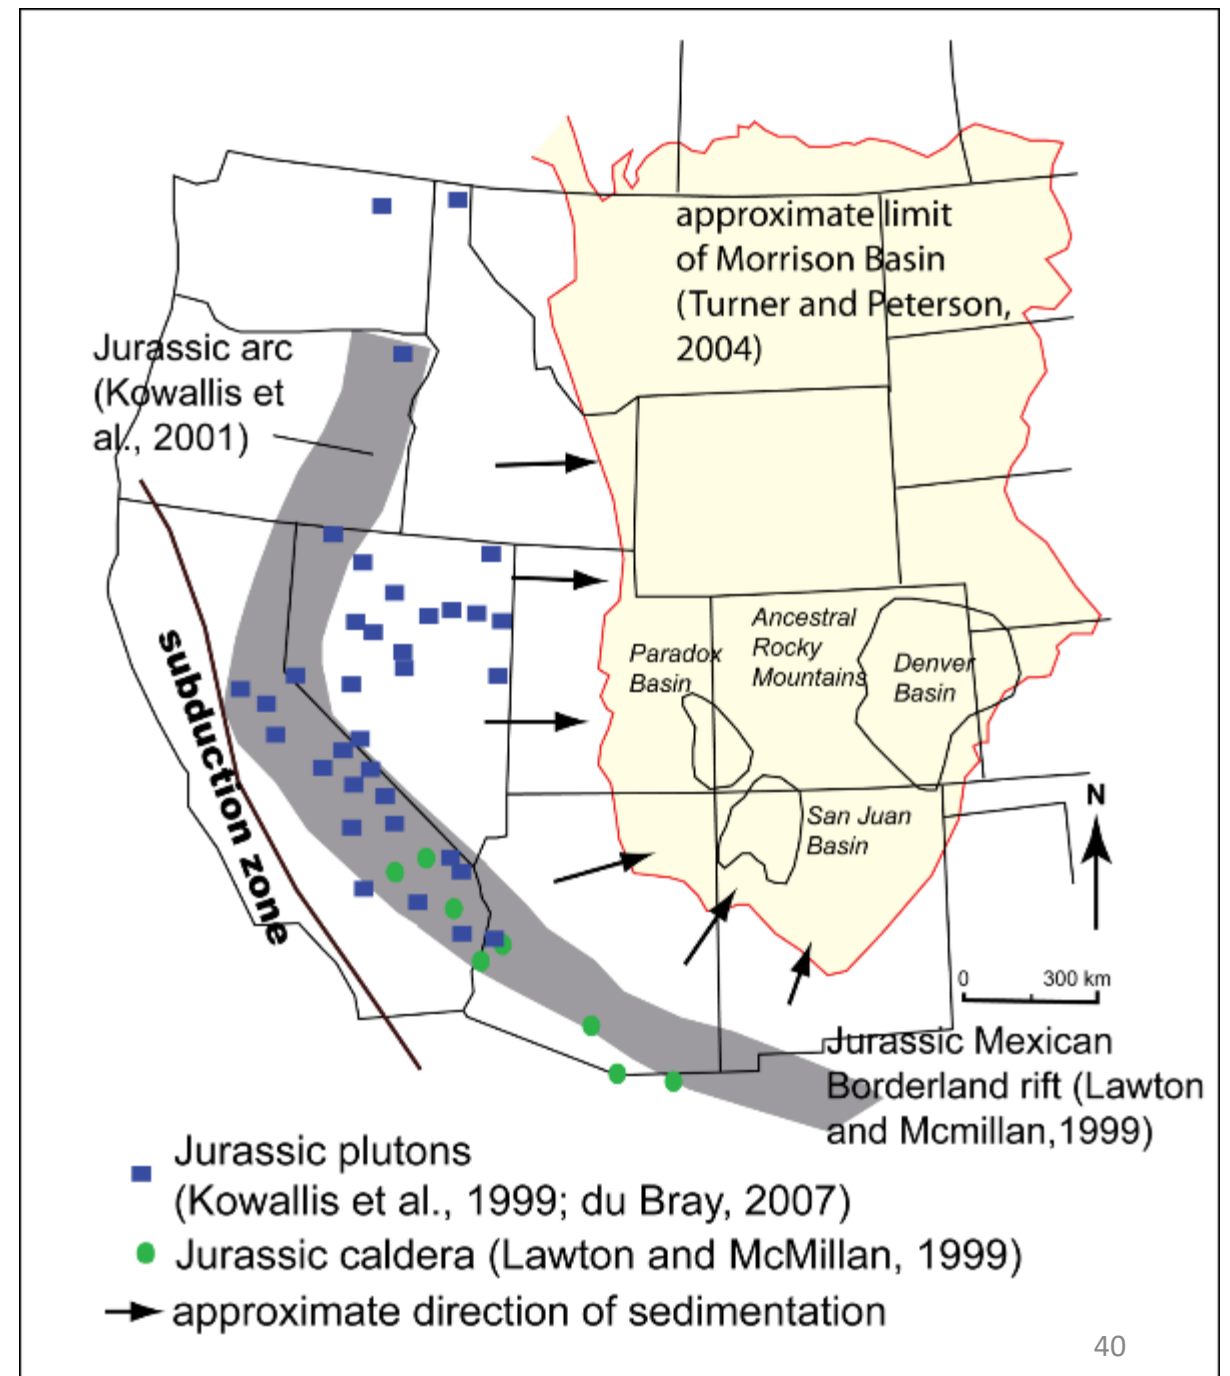 approximate limit
of Morrison Basin
(Turner and Peterson,
2004)
Jurassic arc
(Kowallis et
al., 2001)
subduction zone
Ancestral
Rocky
Mountains
Paradox
Basin
Denver
Basin
San Juan
Basin
N
0 300 km
Jurassic Mexican
Borderland rift (Lawton
and Mcmillan,1999)
Jurassic plutons
(Kowallis et al., 1999; du Bray, 2007)
Jurassic caldera (Lawton and McMillan, 1999)
approximate direction of sedimentation
40